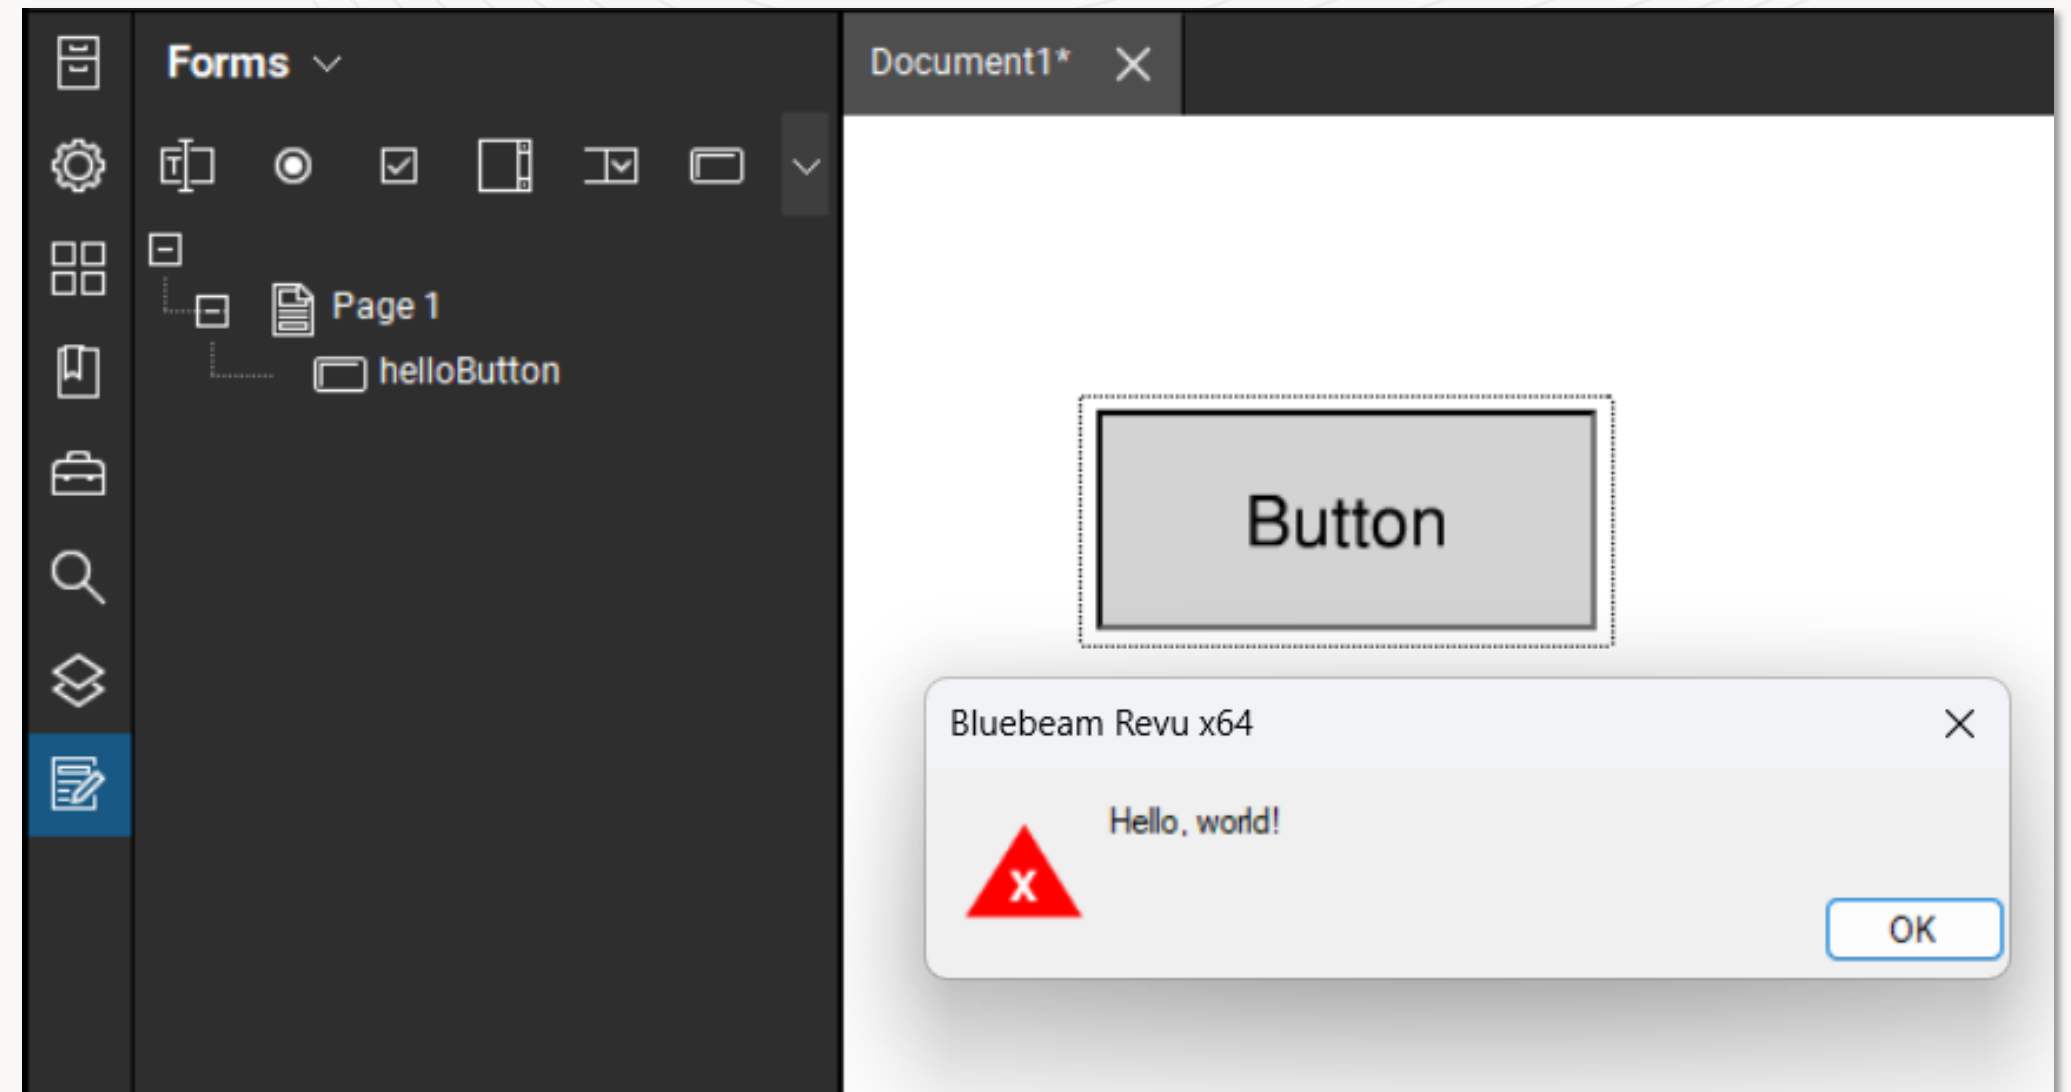 Forms
Document1*
Page 1
helloButton
Button
Bluebeam Revu x64
Hello, world!
x
OK